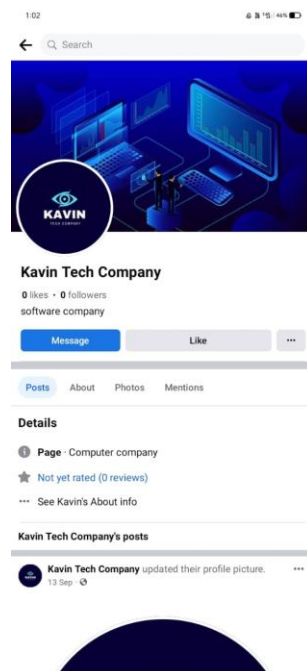 1:02
46%
Search
KAVIN
TECH COMPANY
Kavin Tech Company
0 likes • 0 followers
software company
Message
Like
Posts About Photos Mentions
Details
Page · Computer company
Not yet rated (0 reviews)
See Kavin's About info
Kavin Tech Company's posts
Kavin Tech Company updated their profile picture.
13 Sep ·
KAVIN